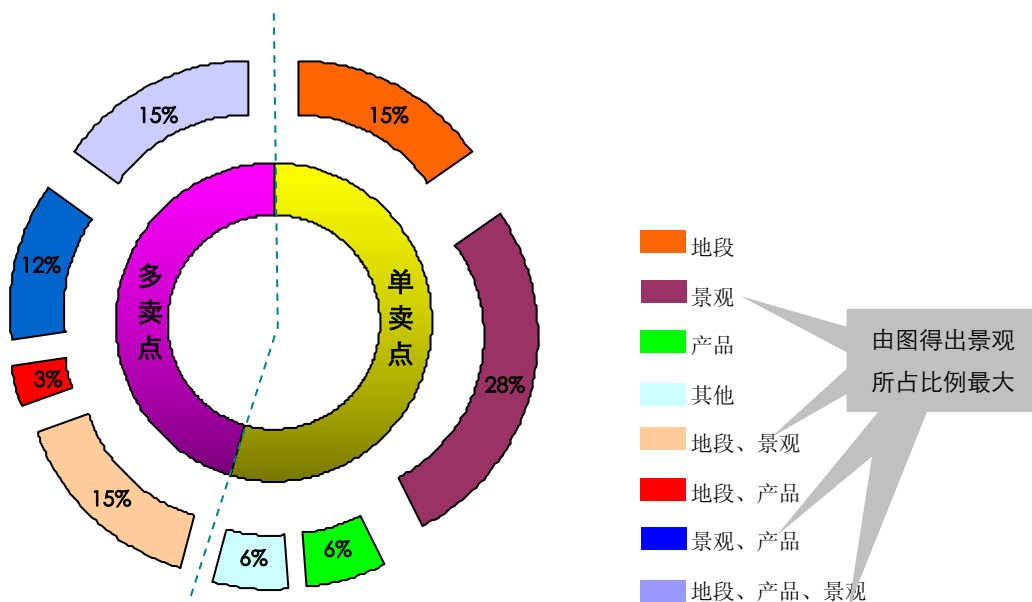 15%
15%
12%
3%
15%
6%
6%
28%
多卖点
单卖点
地段
景观
产品
其他
地段、景观
地段、产品
景观、产品
地段、产品、景观
由图得出景观
所占比例最大